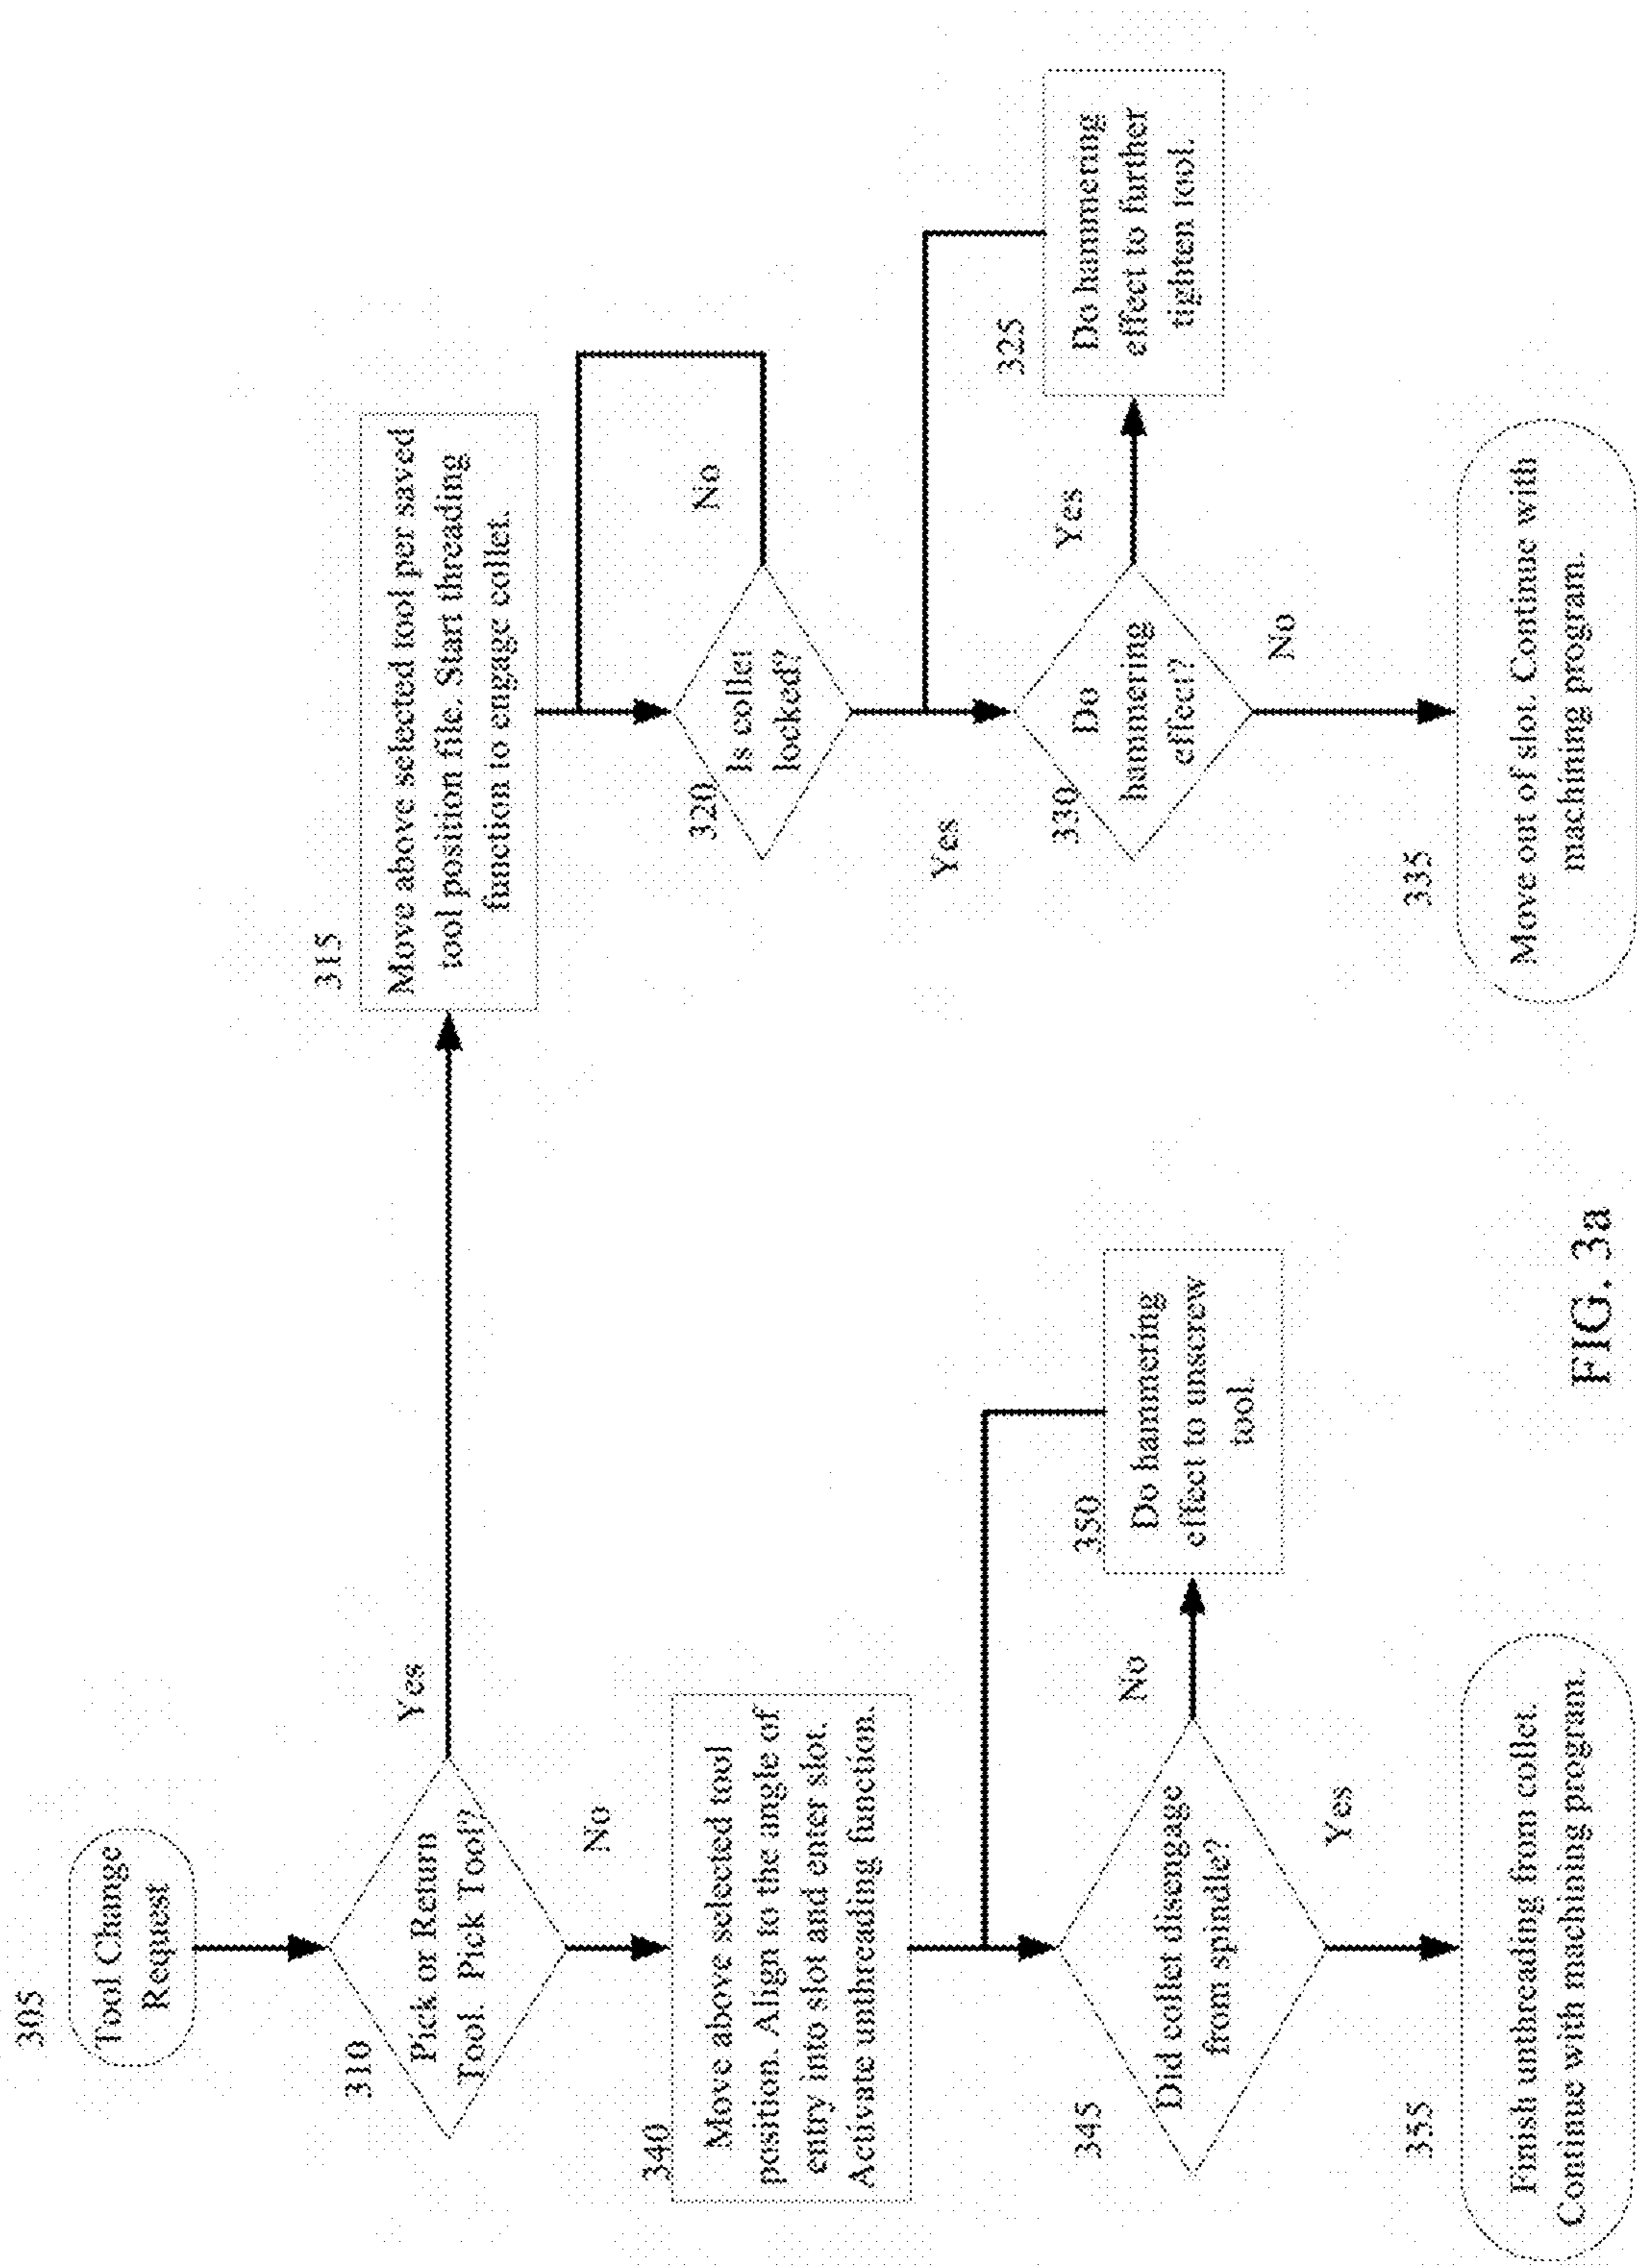 305
Tool Change
Request
310
Pick or Return
Tool. Pick Tool?
Yes
No
315
Move above selected tool per saved
tool position file. Start threading
function to engage collet.
320
Is collet
locked?
No
Yes
330
Do
hammering
effect?
Yes
No
325
Do hammering
effect to further
tighten tool.
335
Move out of slot. Continue with
machining program.
340
Move above selected tool
position. Align to the angle of
entry into slot and enter slot.
Activate unthreading function.
345
Did collet disengage
from spindle?
No
Yes
350
Do hammering
effect to unscrew
tool.
355
Finish unthreading from collect.
Continue with machining program.
FIG. 3a